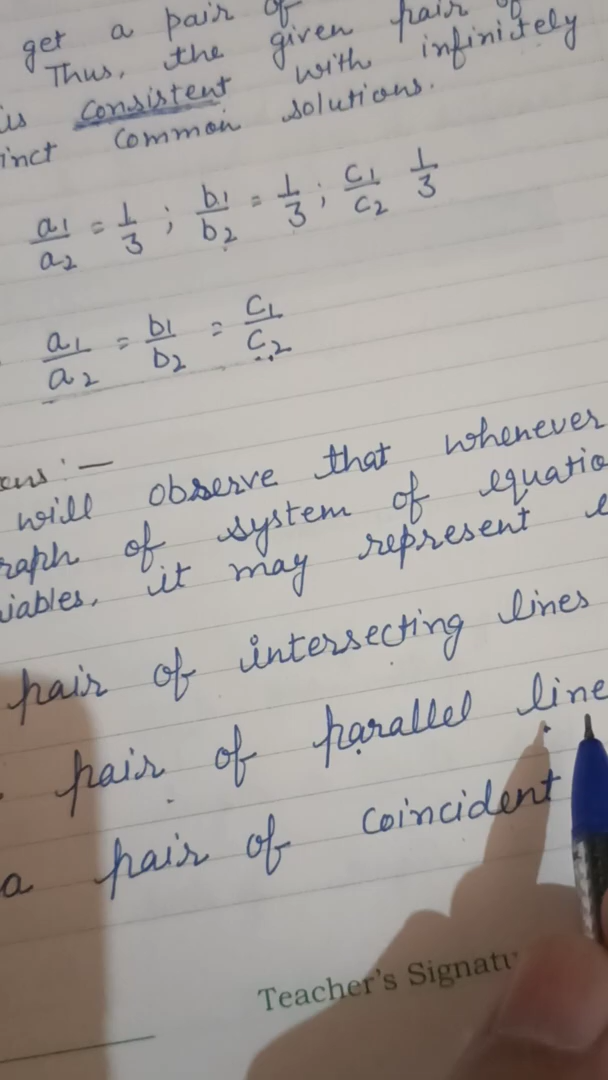 get a pair of
Thus, the given pair of
is consistent with infinitely
inct common solutions.
a1/a2 = 1/3 ; b1/b2 = 1/3 ; c1/c2 1/3
a1/a2 = b1/b2 = c1/c2
ens :—
will observe that whenever
raph of system of equatio
iables, it may represent e
pair of intersecting lines
pair of parallel line
a pair of coincident
Teacher's Signatu